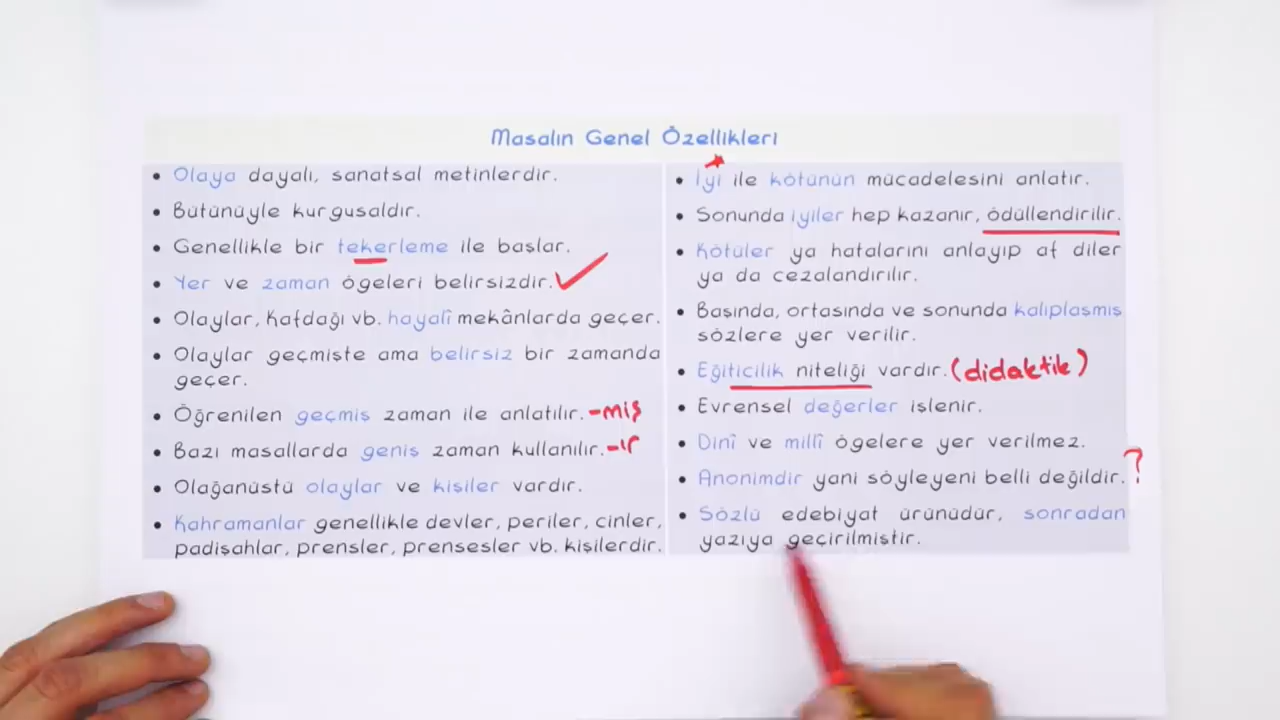 Masalın Genel Özellikleri
• Olaya dayalı, sanatsal metinlerdir.
• Bütünüyle kurgusaldır.
• Genellikle bir tekerleme ile başlar.
• Yer ve zaman ögeleri belirsizdir.
• Olaylar, Kafdağı vb. hayalî mekânlarda geçer.
• Olaylar geçmişte ama belirsiz bir zamanda
geçer.
• Öğrenilen geçmiş zaman ile anlatılır. -miş
• Bazı masallarda geniş zaman kullanılır. -ır
• Olağanüstü olaylar ve kişiler vardır.
• Kahramanlar genellikle devler, periler, cinler,
padişahlar, prensler, prensesler vb. kişilerdir.
• İyi ile kötünün mücadelesini anlatır.
• Sonunda iyiler hep kazanır, ödüllendirilir.
• Kötüler ya hatalarını anlayıp af diler
ya da cezalandırılır.
• Başında, ortasında ve sonunda kalıplaşmış
sözlere yer verilir.
• Eğiticilik niteliği vardır. (didaktik)
• Evrensel değerler işlenir.
• Dinî ve millî ögelere yer verilmez.
• Anonimdir yani söyleyeni belli değildir. ?
• Sözlü edebiyat ürünüdür, sonradan
yazıya geçirilmiştir.